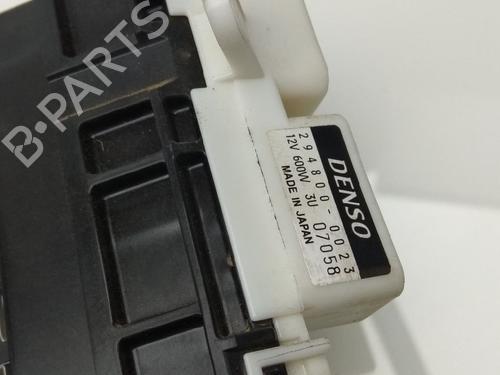 B-PARTS
DENSO
294800-0023
12V 600W 3U 07058
MADE IN JAPAN